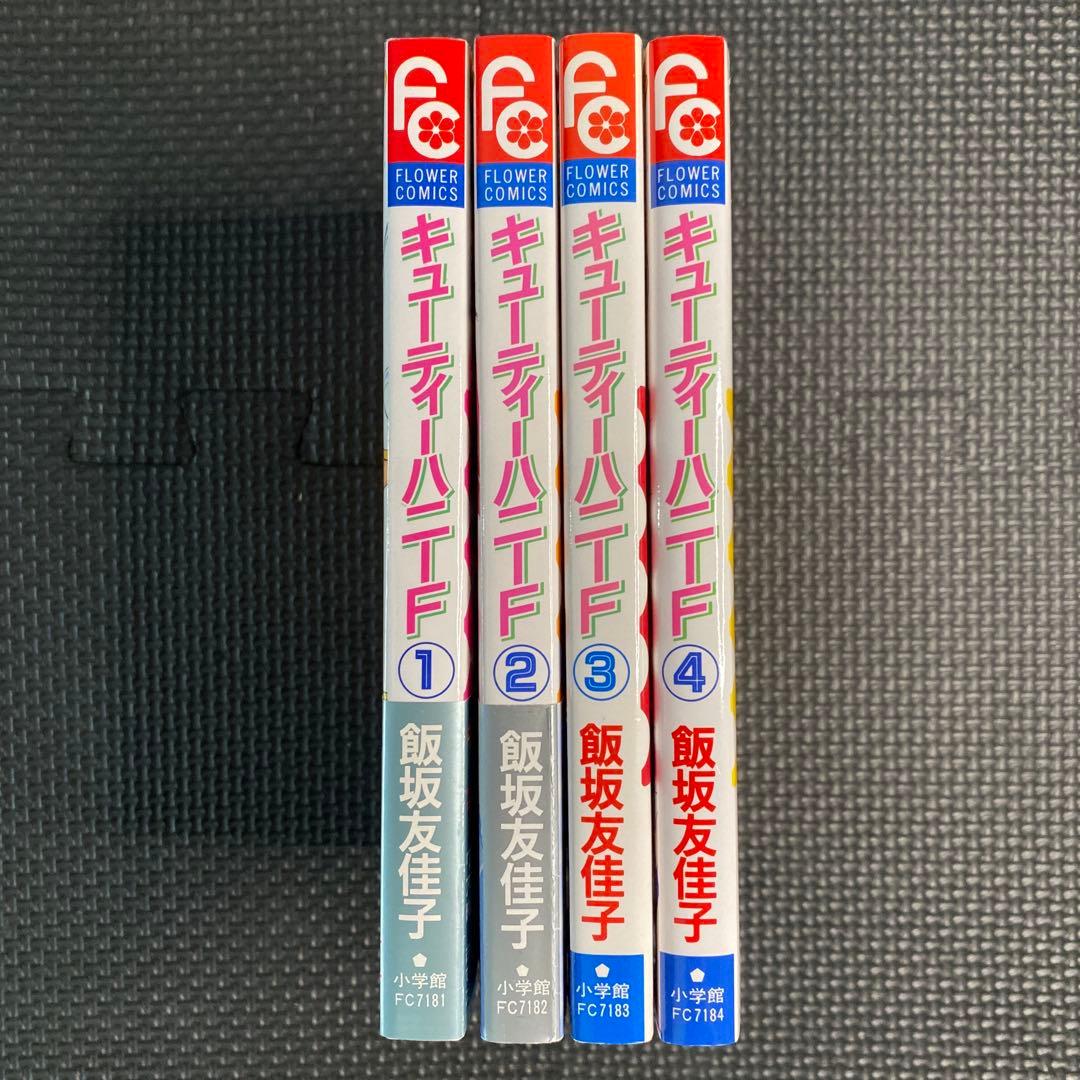 FC
FLOWER
COMICS
キューティーハニーF
①
飯坂友佳子
小学館
FC7181
FC
FLOWER
COMICS
キューティーハニーF
②
飯坂友佳子
小学館
FC7182
FC
FLOWER
COMICS
キューティーハニーF
③
飯坂友佳子
小学館
FC7183
FC
FLOWER
COMICS
キューティーハニーF
④
飯坂友佳子
小学館
FC7184